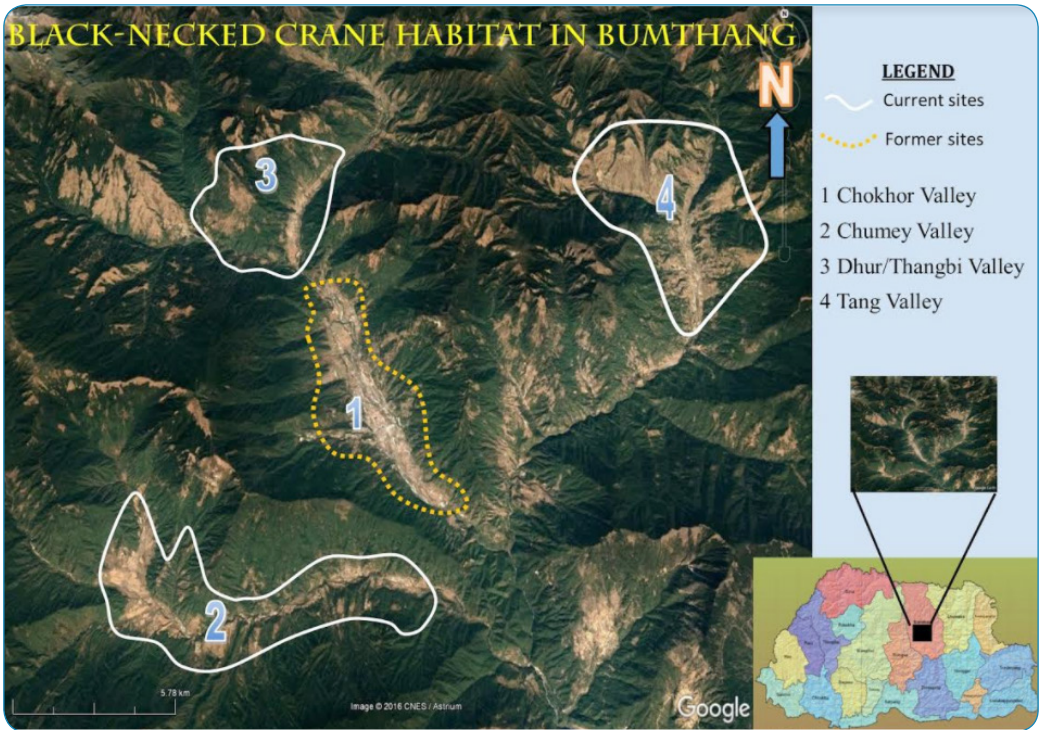 BLACK-NECKED CRANE HABITAT IN BUMTHANG
N
LEGEND
Current sites
Former sites
1 Chokhor Valley
2 Chumey Valley
3 Dhur/Thangbi Valley
4 Tang Valley
3
4
1
2
5.78 km
Image © 2016 CNES / Astrium
Google